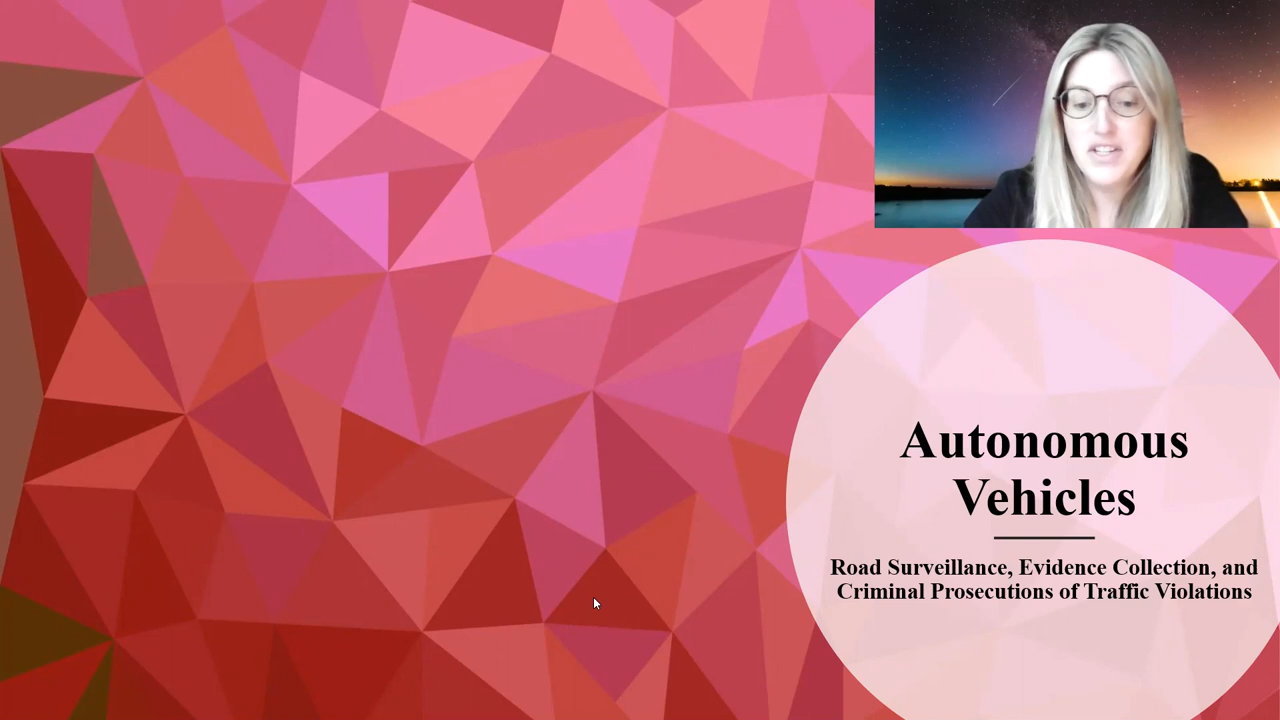 Autonomous
Vehicles
Road Surveillance, Evidence Collection, and
Criminal Prosecutions of Traffic Violations